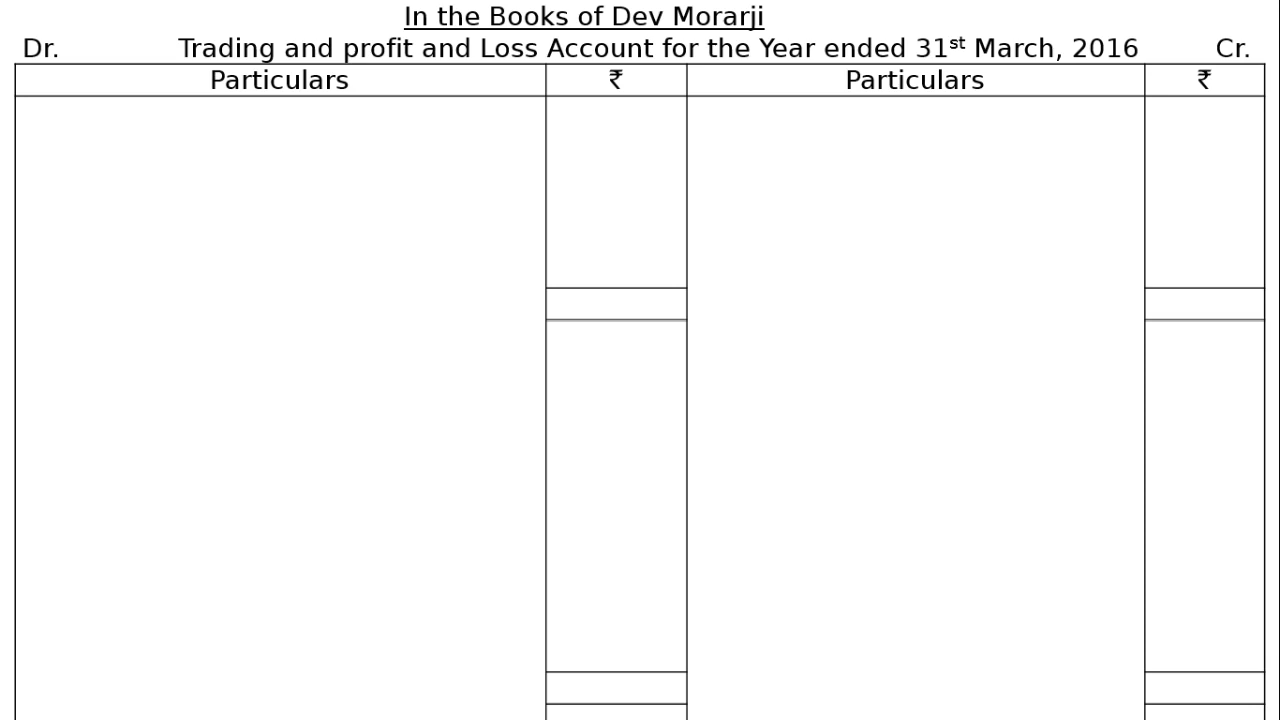 In the Books of Dev Morarji
Dr. Trading and profit and Loss Account for the Year ended 31st March, 2016 Cr.
Particulars ₹ Particulars ₹